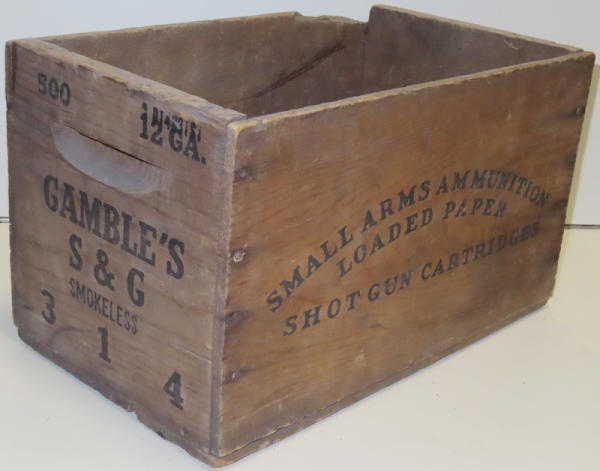 500
12 GA.
GAMBLE'S
S & G
SMOKELESS
3 1 4
SMALL ARMS AMMUNITION
LOADED PAPER
SHOT GUN CARTRIDGES